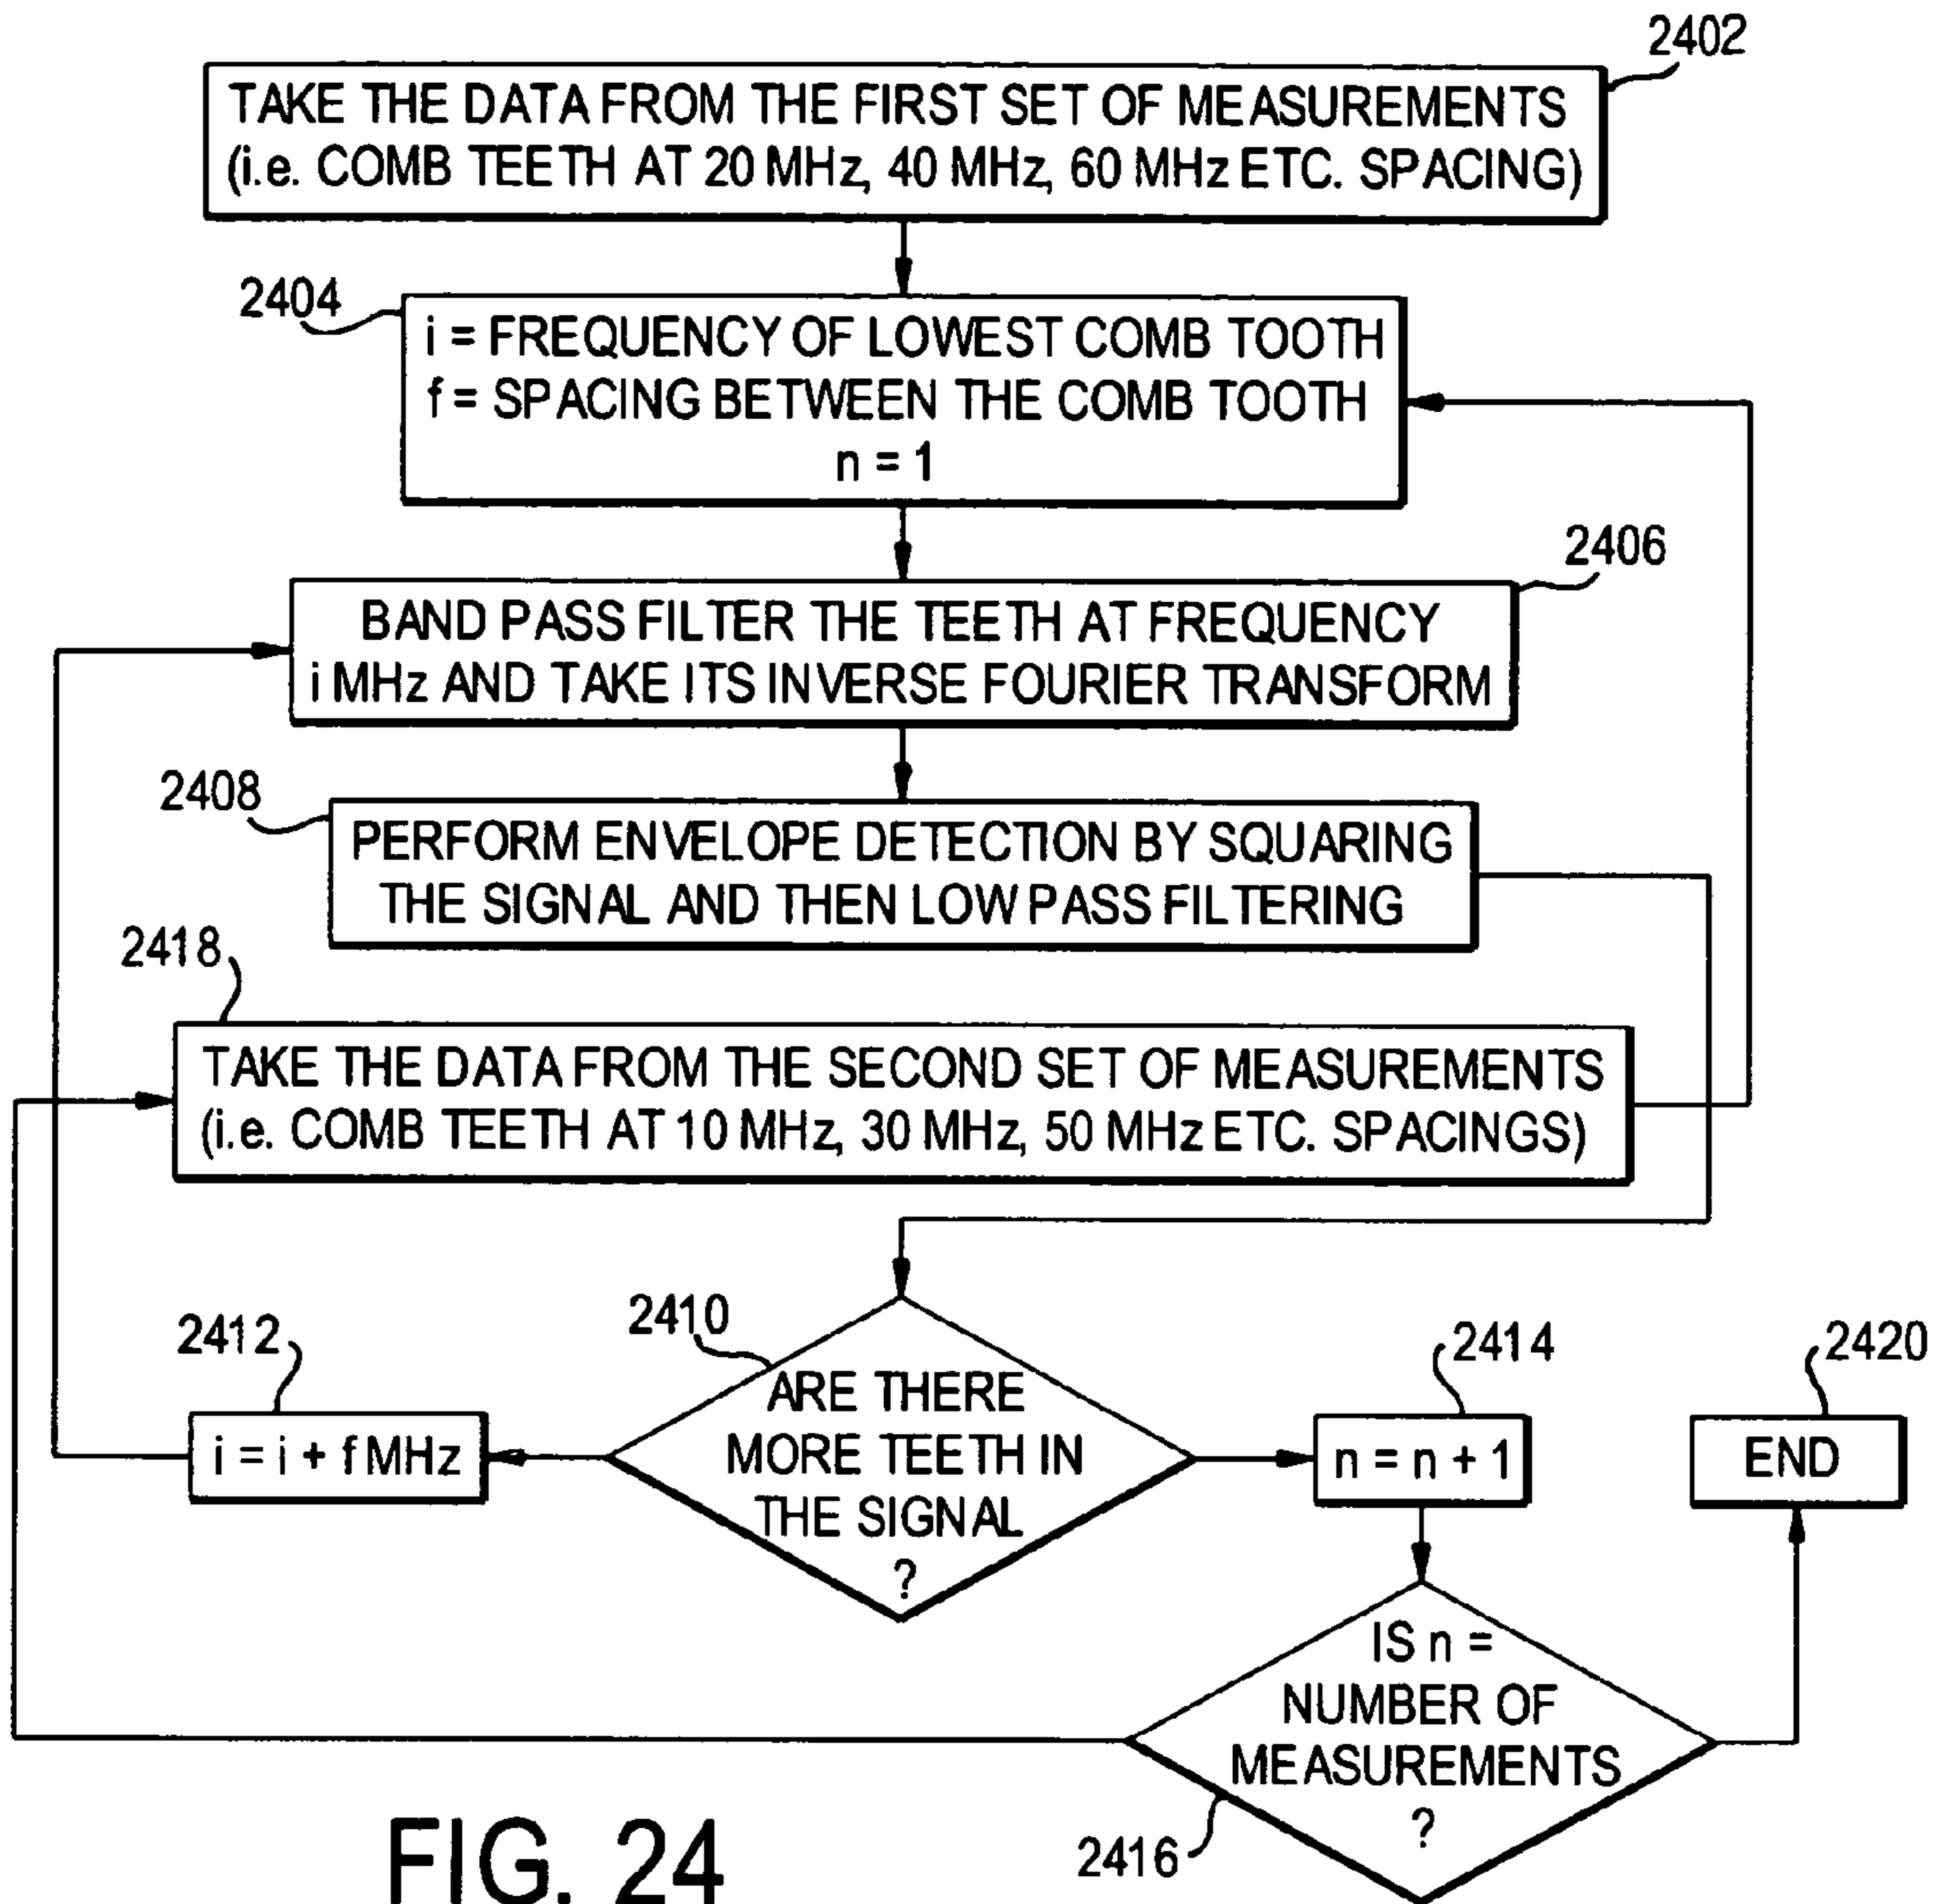 2402
TAKE THE DATA FROM THE FIRST SET OF MEASUREMENTS
(i.e. COMB TEETH AT 20 MHz, 40 MHz, 60 MHz ETC. SPACING)
2404
i = FREQUENCY OF LOWEST COMB TOOTH
f = SPACING BETWEEN THE COMB TOOTH
n = 1
2406
BAND PASS FILTER THE TEETH AT FREQUENCY
i MHz AND TAKE ITS INVERSE FOURIER TRANSFORM
2408
PERFORM ENVELOPE DETECTION BY SQUARING
THE SIGNAL AND THEN LOW PASS FILTERING
2418
TAKE THE DATA FROM THE SECOND SET OF MEASUREMENTS
(i.e. COMB TEETH AT 10 MHz, 30 MHz, 50 MHz ETC. SPACINGS)
2412
i = i + f MHz
2410
ARE THERE
MORE TEETH IN
THE SIGNAL
?
2414
n = n + 1
2420
END
IS n =
NUMBER OF
MEASUREMENTS
?
2416
FIG. 24